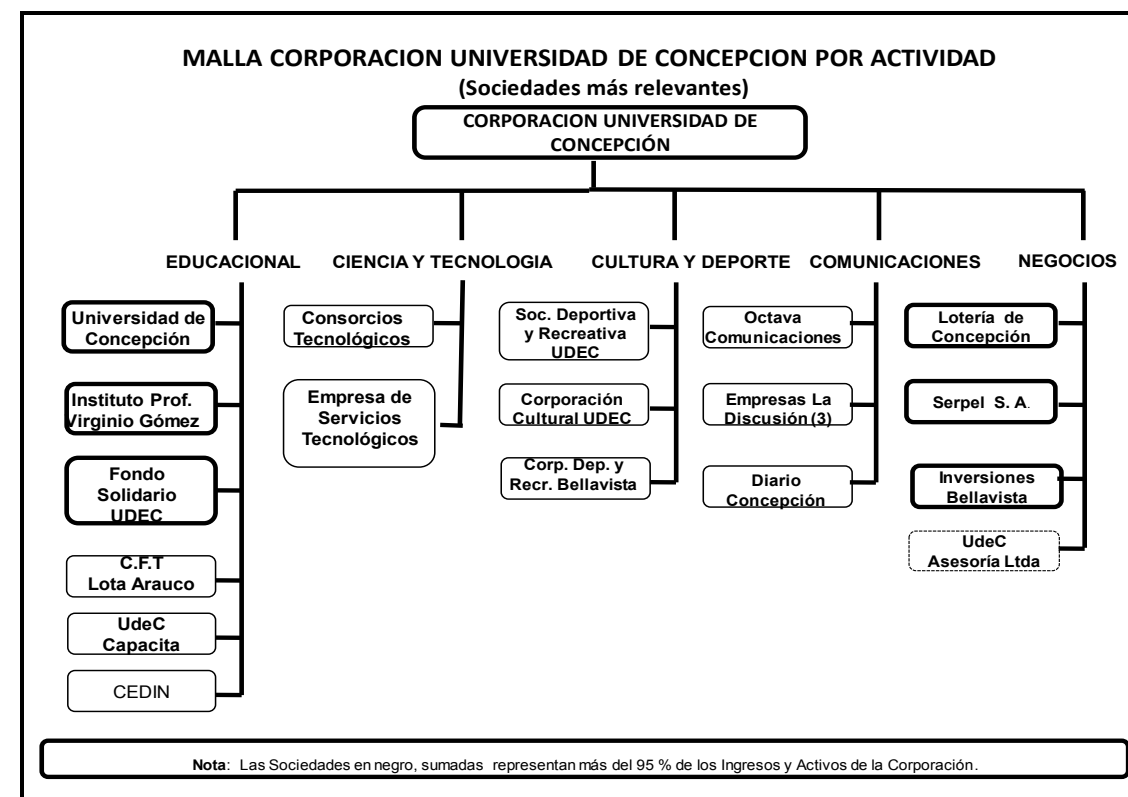 MALLA CORPORACION UNIVERSIDAD DE CONCEPCION POR ACTIVIDAD
(Sociedades más relevantes)
CORPORACION UNIVERSIDAD DE
CONCEPCIÓN
EDUCACIONAL
CIENCIA Y TECNOLOGIA
CULTURA Y DEPORTE
COMUNICACIONES
NEGOCIOS
Universidad de
Concepción
Instituto Prof.
Virginio Gómez
Fondo
Solidario
UDEC
C.F.T
Lota Arauco
UdeC
Capacita
CEDIN
Consorcios
Tecnológicos
Empresa de
Servicios
Tecnológicos
Soc. Deportiva
y Recreativa
UDEC
Corporación
Cultural UDEC
Corp. Dep. y
Recr. Bellavista
Octava
Comunicaciones
Empresas La
Discusión (3)
Diario
Concepción
Lotería de
Concepción
Serpel S. A.
Inversiones
Bellavista
UdeC
Asesoría Ltda
Nota: Las Sociedades en negro, sumadas representan más del 95 % de los Ingresos y Activos de la Corporación.